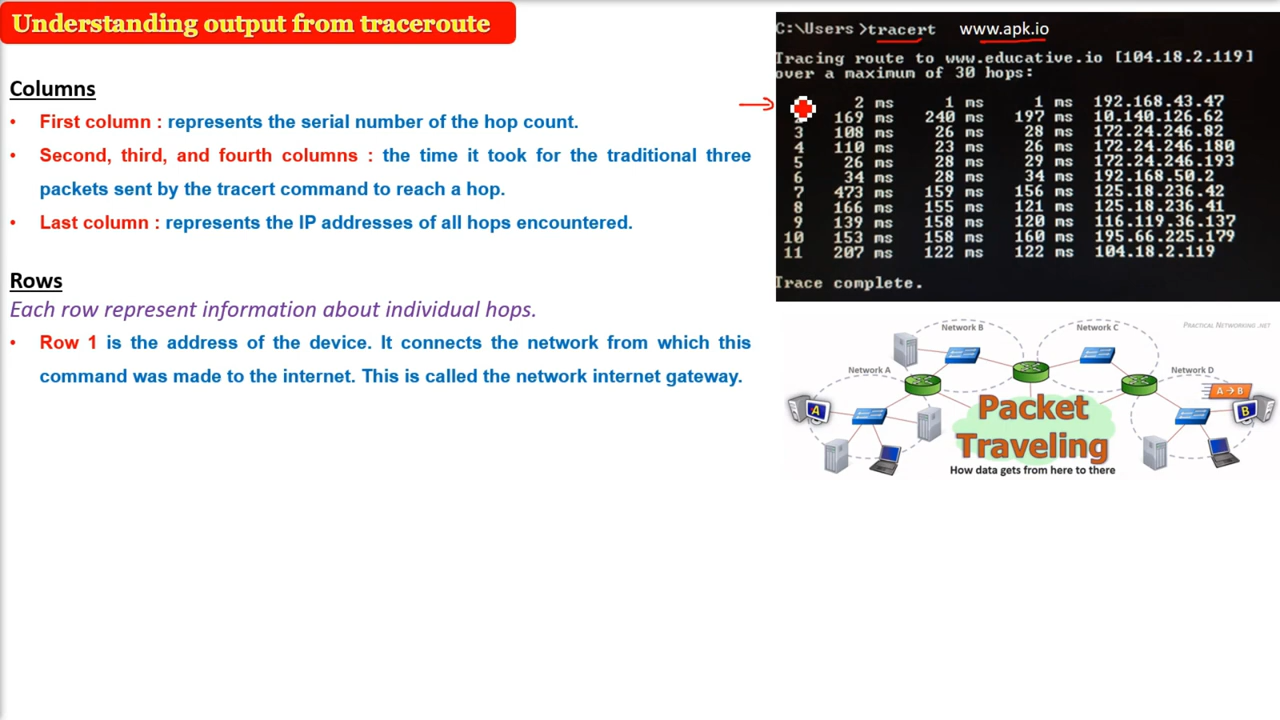 Understanding output from traceroute
Columns
• First column : represents the serial number of the hop count.
• Second, third, and fourth columns : the time it took for the traditional three
packets sent by the tracert command to reach a hop.
• Last column : represents the IP addresses of all hops encountered.
Rows
Each row represent information about individual hops.
• Row 1 is the address of the device. It connects the network from which this
command was made to the internet. This is called the network internet gateway.
C:\Users >tracert www.apk.io
Tracing route to www.educative.io [104.18.2.119]
over a maximum of 30 hops:
2 ms 1 ms 1 ms 192.168.43.47
169 ms 240 ms 197 ms 10.140.126.62
3 108 ms 26 ms 28 ms 172.24.246.82
4 110 ms 23 ms 26 ms 172.24.246.180
5 26 ms 28 ms 29 ms 172.24.246.193
6 34 ms 28 ms 34 ms 192.168.50.2
7 473 ms 159 ms 156 ms 125.18.236.42
8 166 ms 155 ms 121 ms 125.18.236.41
9 139 ms 158 ms 120 ms 116.119.36.137
10 153 ms 158 ms 160 ms 195.66.225.179
11 207 ms 122 ms 122 ms 104.18.2.119
Trace complete.
PRACTICAL NETWORKING .NET
Network B
Network C
Network A
Network D
A→B
A
B
Packet
Traveling
How data gets from here to there